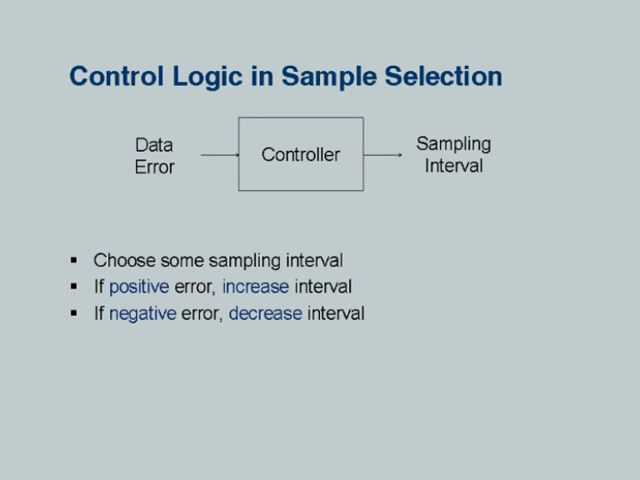 Control Logic in Sample Selection
Data
Error
Controller
Sampling
Interval
▪ Choose some sampling interval
▪ If positive error, increase interval
▪ If negative error, decrease interval